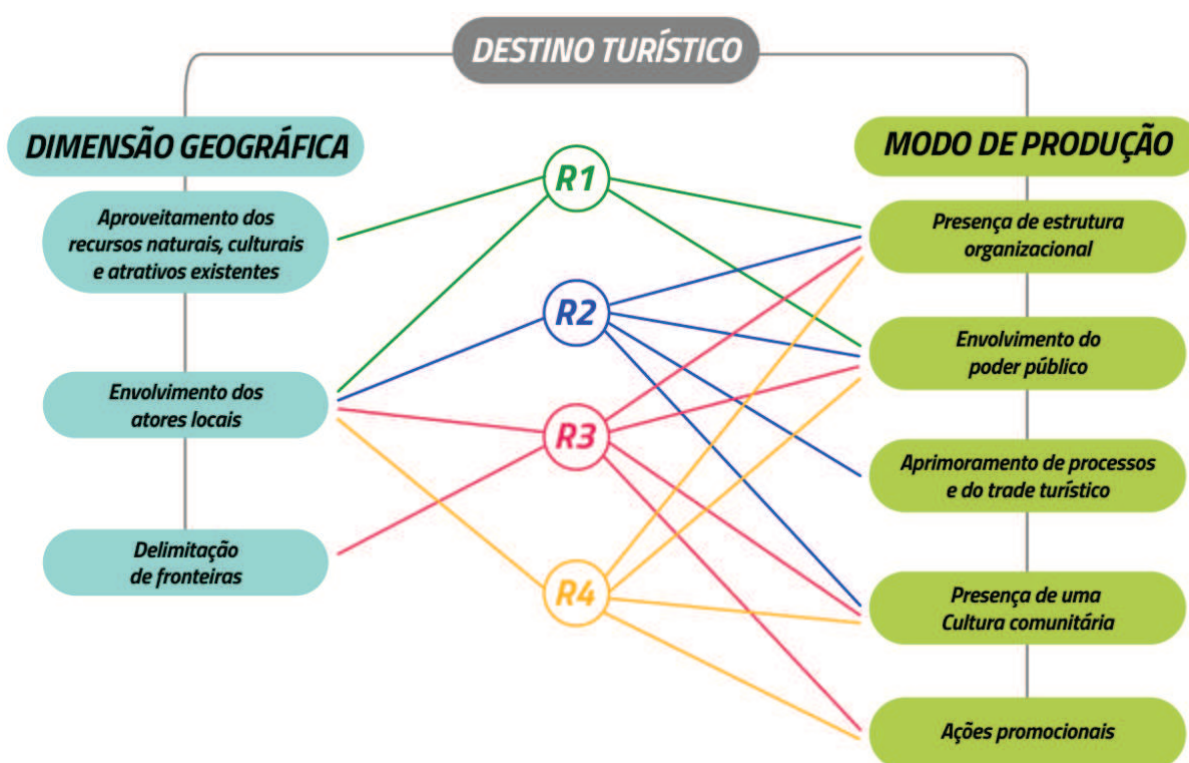 DESTINO TURÍSTICO
DIMENSÃO GEOGRÁFICA
Aproveitamento dos
recursos naturais, culturais
e atrativos existentes
Envolvimento dos
atores locais
Delimitação
de fronteiras
R1
R2
R3
R4
MODO DE PRODUÇÃO
Presença de estrutura
organizacional
Envolvimento do
poder público
Aprimoramento de processos
e do trade turístico
Presença de uma
Cultura comunitária
Ações promocionais